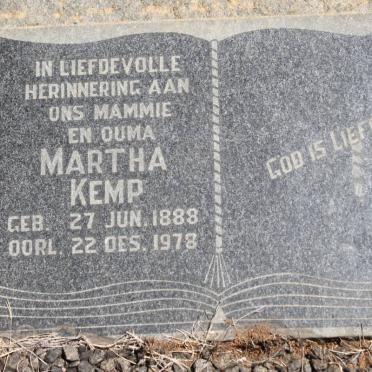 IN LIEFDEVOLLE
HERINNERING AAN
ONS MAMMIE
EN OUMA
MARTHA
KEMP
GEB. 27 JUN. 1888
OORL. 22 DES. 1978
GOD IS